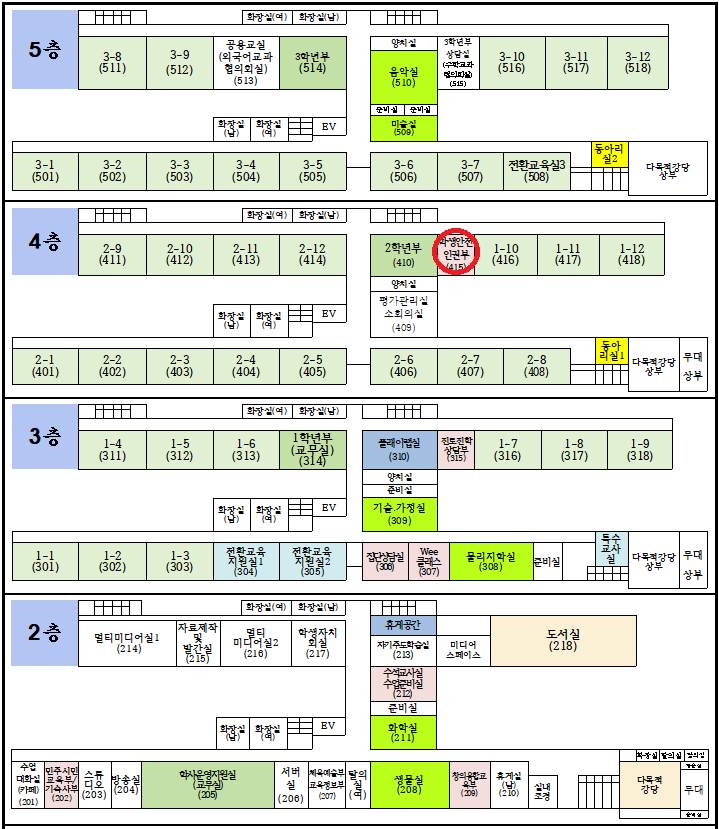 5층
화장실(여) 화장실(남)
3-8
(511)
3-9
(512)
공용교실
(외국어교과
협의회실)
(513)
3학년부
(514)
양치실
음악실
(510)
준비실 준비실
미술실
(509)
3학년부
상담실
(수학교과
협의회실)
(515)
3-10
(516)
3-11
(517)
3-12
(518)
화장실
(남)
화장실
(여)
EV
3-1
(501)
3-2
(502)
3-3
(503)
3-4
(504)
3-5
(505)
3-6
(506)
3-7
(507)
전환교육실3
(508)
동아리
실2
다목적강당
상부
4층
화장실(여) 화장실(남)
2-9
(411)
2-10
(412)
2-11
(413)
2-12
(414)
2학년부
(410)
학생안전
인권부
(415)
1-10
(416)
1-11
(417)
1-12
(418)
양치실
평가관리실
소회의실
(409)
화장실
(남)
화장실
(여)
EV
2-1
(401)
2-2
(402)
2-3
(403)
2-4
(404)
2-5
(405)
2-6
(406)
2-7
(407)
2-8
(408)
동아
리실1
다목적강당
상부
무대
상부
3층
화장실(여) 화장실(남)
1-4
(311)
1-5
(312)
1-6
(313)
1학년부
(교무실)
(314)
플레이랩실
(310)
진로진학
상담부
(315)
1-7
(316)
1-8
(317)
1-9
(318)
양치실
준비실
기술.가정실
(309)
화장실
(남)
화장실
(여)
EV
1-1
(301)
1-2
(302)
1-3
(303)
전환교육
지원실1
(304)
전환교육
지원실2
(305)
집단상담실
(306)
Wee
클래스
(307)
물리지학실
(308)
준비실
특수
교사
실
다목적강당
상부
무대
상부
2층
화장실(여) 화장실(남)
멀티미디어실1
(214)
자료제작
및
발간실
(215)
멀티
미디어실2
(216)
학생자치
회실
(217)
휴게공간
자기주도학습실
(213)
미디어
스페이스
도서실
(218)
수석교사실
수업준비실
(212)
준비실
화학실
(211)
화장실
(남)
화장실
(여)
EV
수업
대화실
(카페)
(201)
민주시민
교육부/
기숙사부
(202)
스튜
디오
(203)
방송실
(204)
학사운영지원실
(교무실)
(205)
서버
실
(206)
체육예술부
교육정보부
(207)
탈의
실
(여)
생물실
(208)
창의융합교
육부
(209)
휴게실
(남)
(210)
실내
조경
화장실 탈의실
다목적
강당
무대